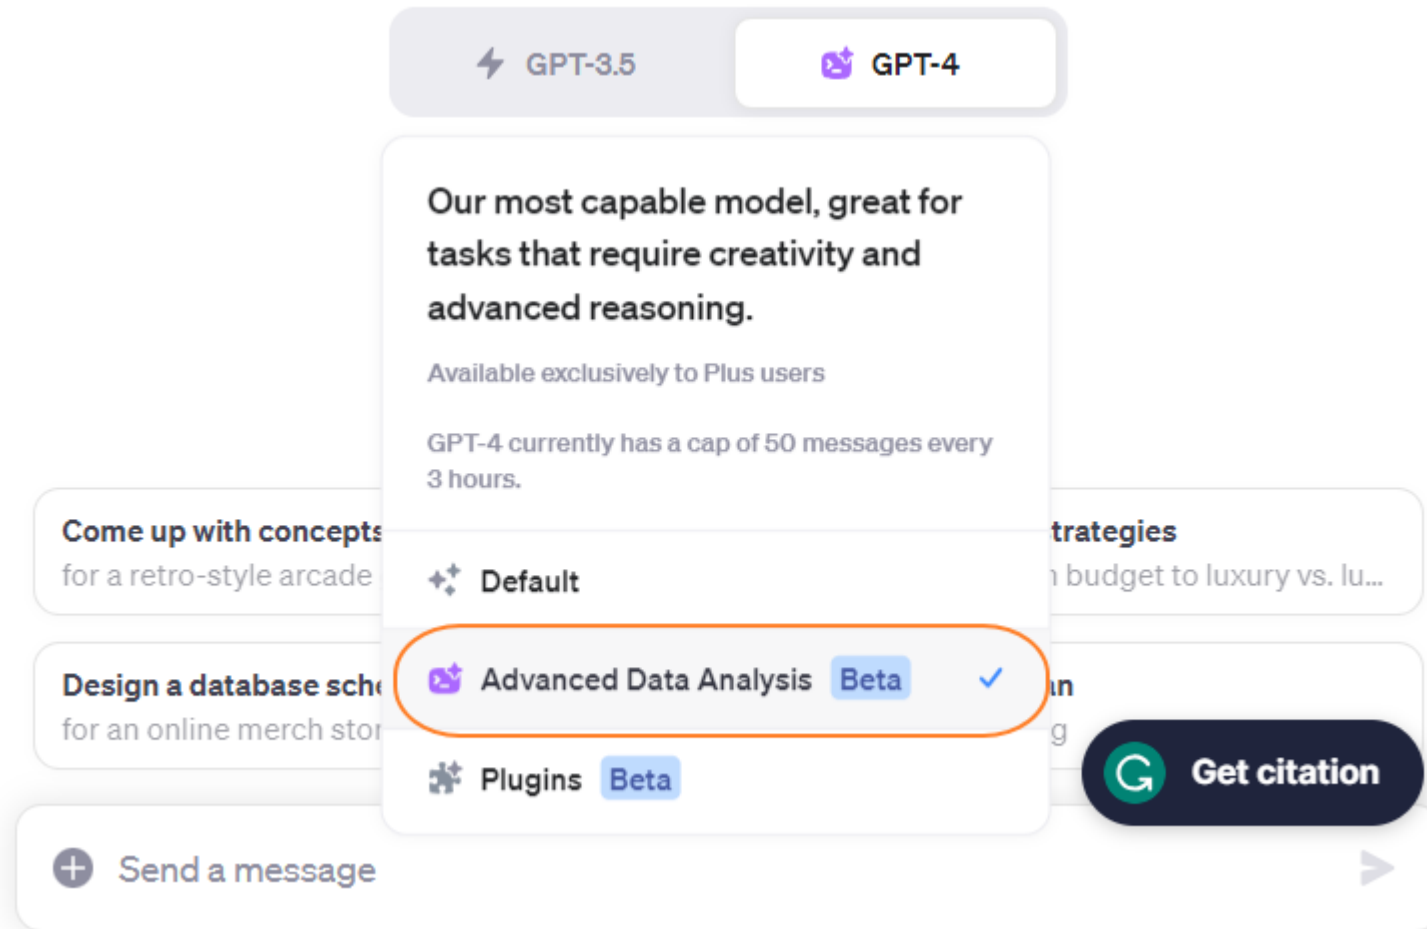 GPT-3.5
GPT-4
Our most capable model, great for
tasks that require creativity and
advanced reasoning.
Available exclusively to Plus users
GPT-4 currently has a cap of 50 messages every
3 hours.
Come up with concepts
for a retro-style arcade
trategies
budget to luxury vs. lu...
Default
Advanced Data Analysis Beta
Design a database sche
for an online merch stor
an
g
Plugins Beta
Get citation
Send a message